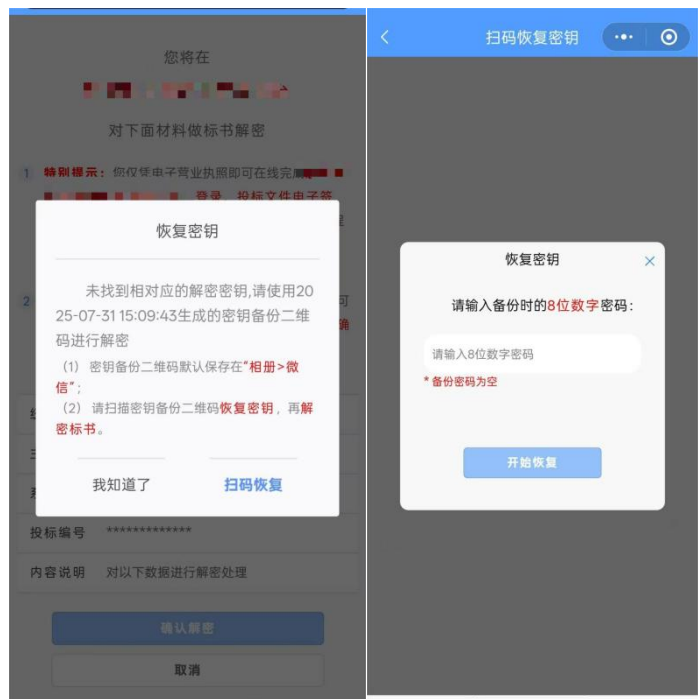 您将在
对下面材料做标书解密
1 特别提示：您仅凭电子营业执照即可在线完
登录、投标文件电子签
恢复密钥
未找到相对应的解密密钥,请使用20
25-07-31 15:09:43生成的密钥备份二维
码进行解密
（1） 密钥备份二维码默认保存在“相册>微
信”；
（2） 请扫描密钥备份二维码恢复密钥，再解
密标书。
我知道了 扫码恢复
2
可
确
投标编号 *************
内容说明 对以下数据进行解密处理
确认解密
取消
扫码恢复密钥
恢复密钥
请输入备份时的8位数字密码：
请输入8位数字密码
* 备份密码为空
开始恢复